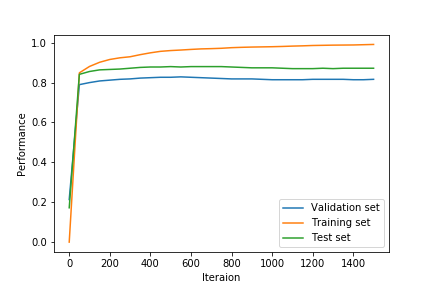 1.0
0.8
0.6
0.4
0.2
0.0
Performance
0 200 400 600 800 1000 1200 1400
Iteraion
Validation set
Training set
Test set